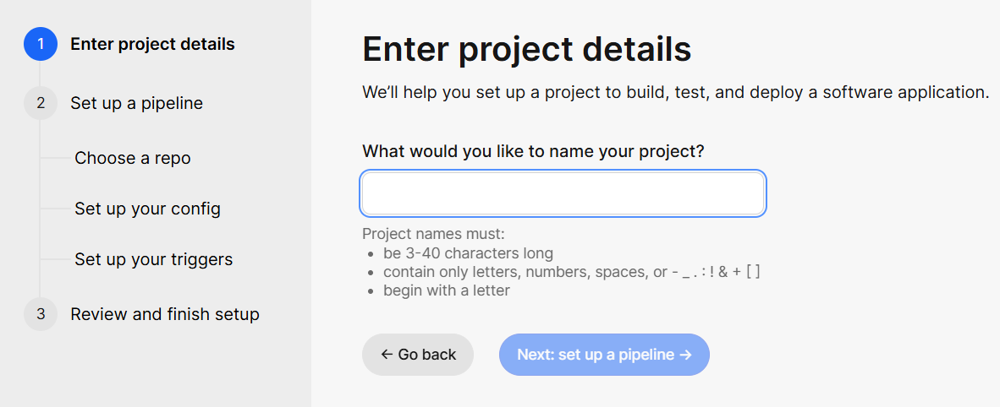 1 Enter project details
2 Set up a pipeline
Choose a repo
Set up your config
Set up your triggers
3 Review and finish setup
Enter project details
We’ll help you set up a project to build, test, and deploy a software application.
What would you like to name your project?
Project names must:
• be 3-40 characters long
• contain only letters, numbers, spaces, or - _ . : ! & + [ ]
• begin with a letter
← Go back
Next: set up a pipeline →